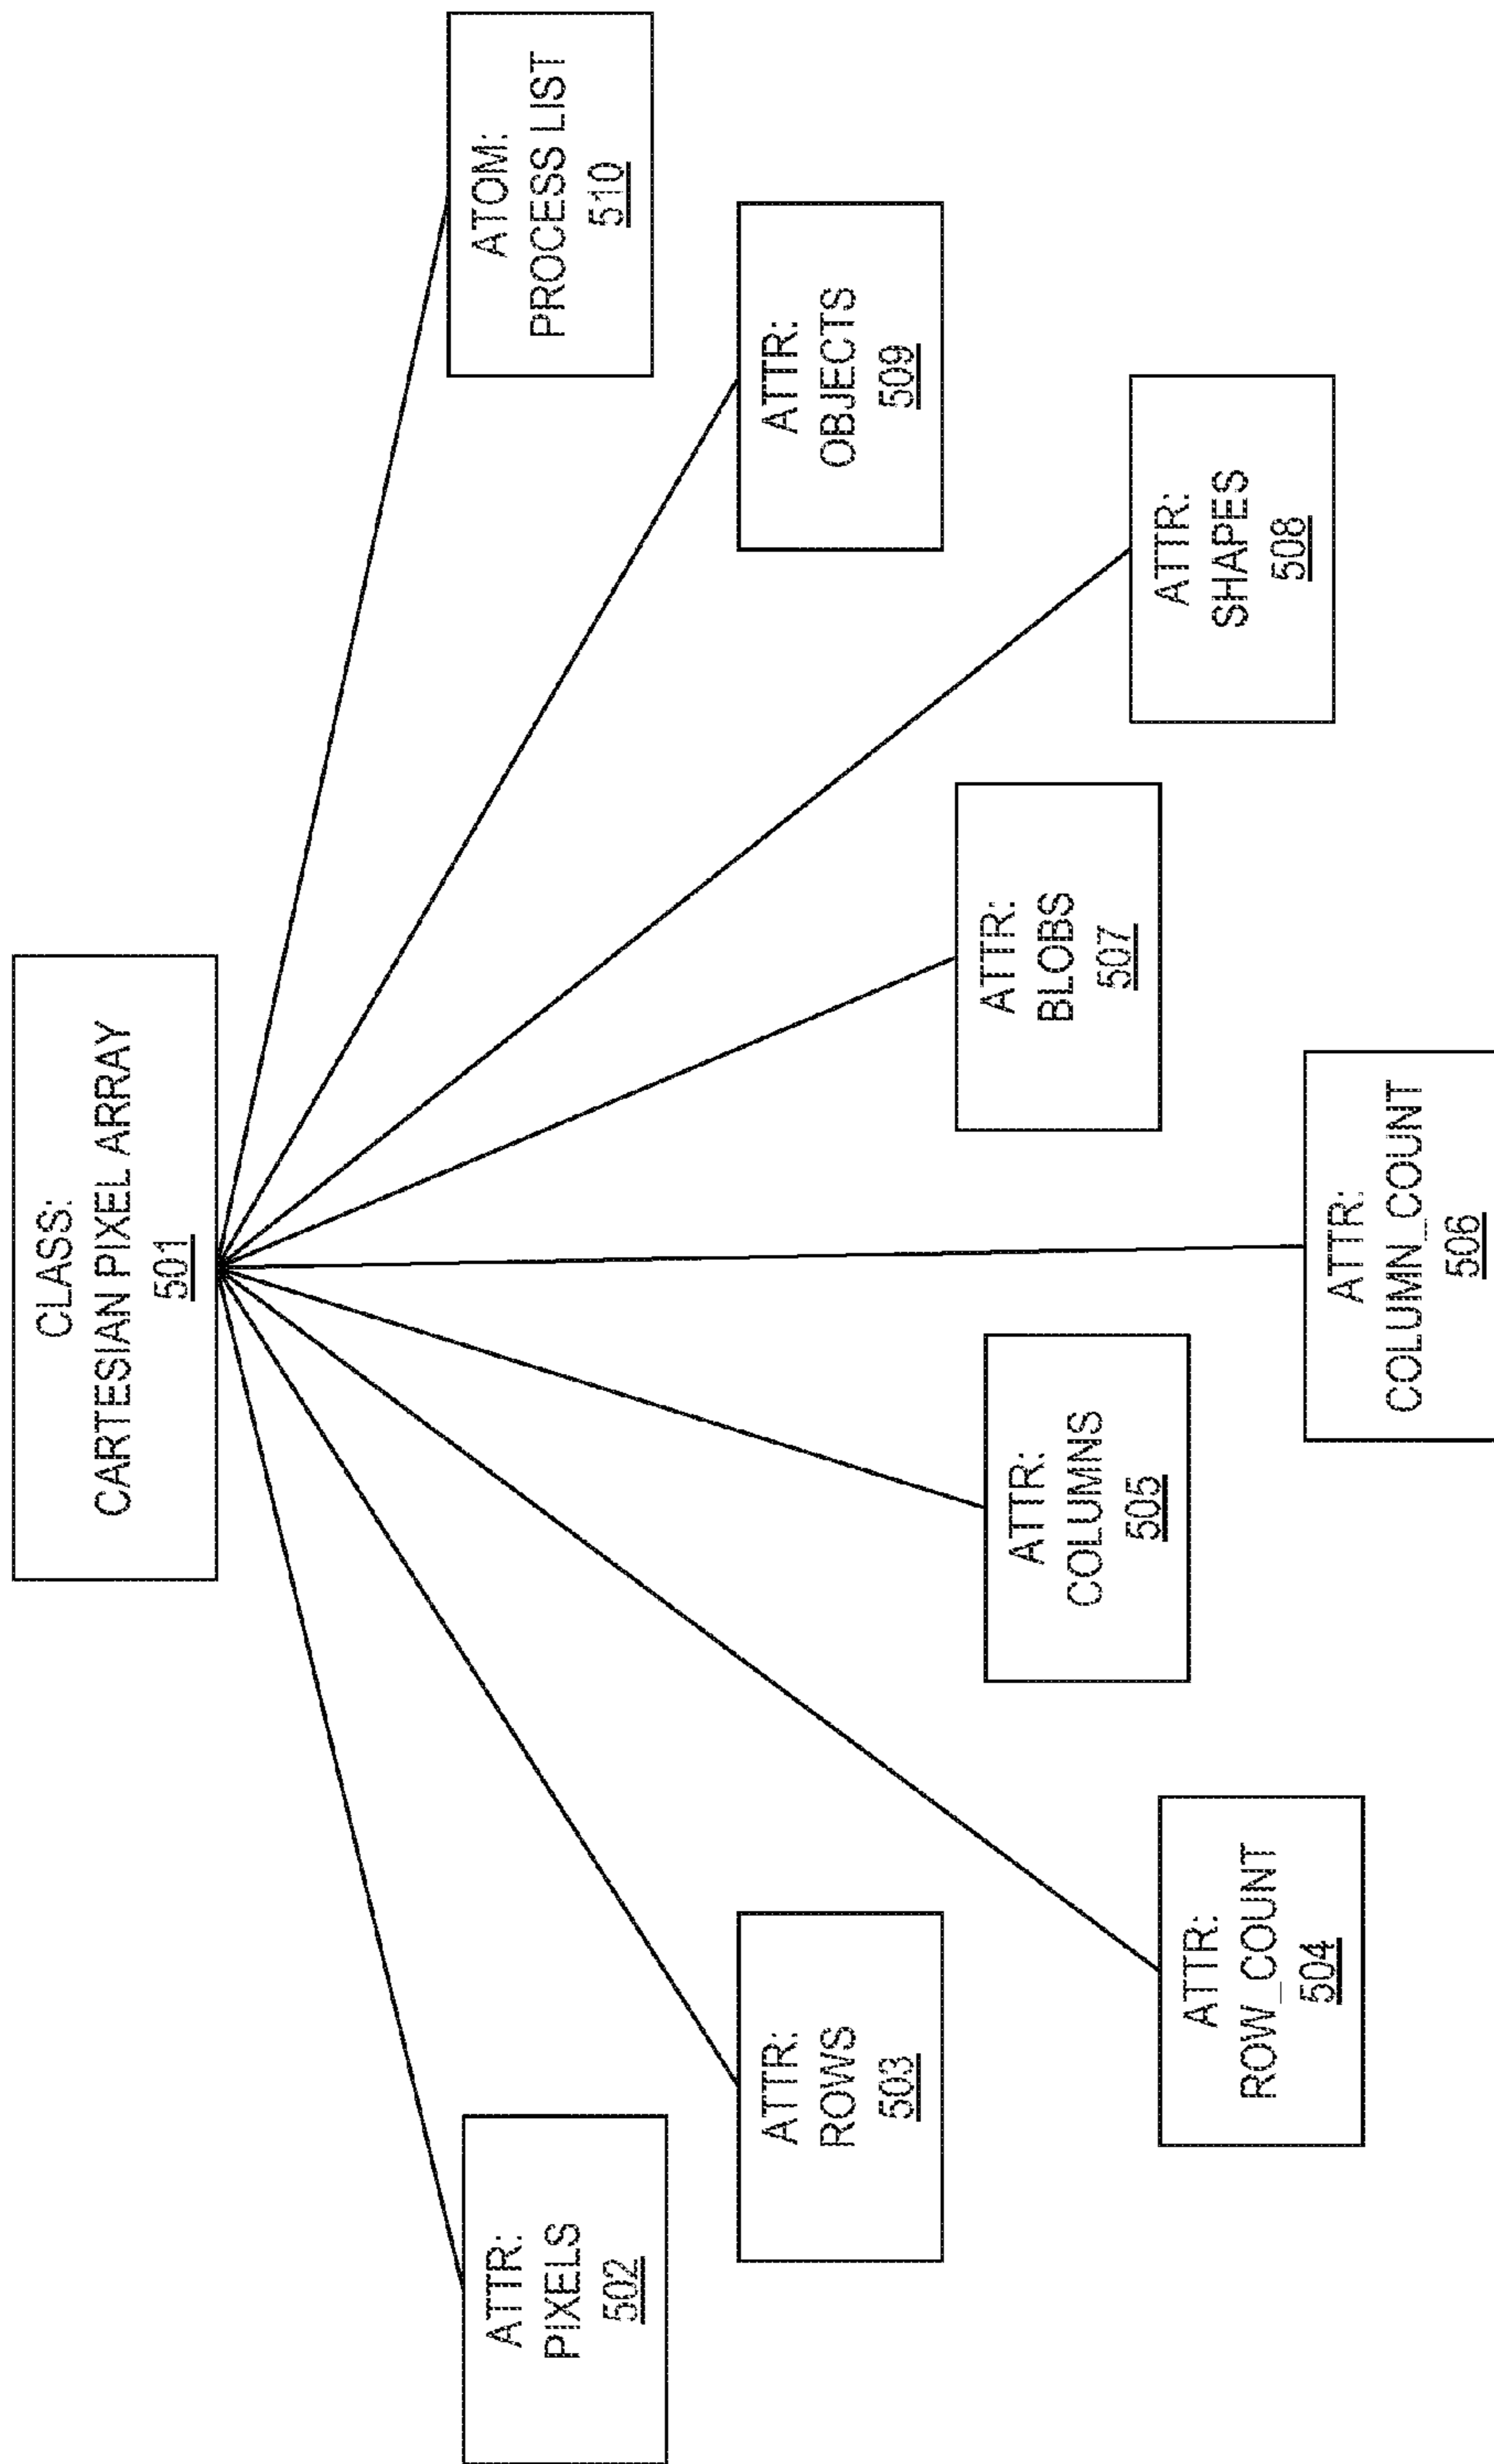 CLASS:
CARTESIAN PIXEL ARRAY
501
ATTR:
PIXELS
502
ATTR:
ROWS
503
ATTR:
ROW_COUNT
504
ATTR:
COLUMNS
505
ATTR:
COLUMN_COUNT
506
ATTR:
BLOBS
507
ATTR:
SHAPES
508
ATTR:
OBJECTS
509
ATOM:
PROCESS LIST
510